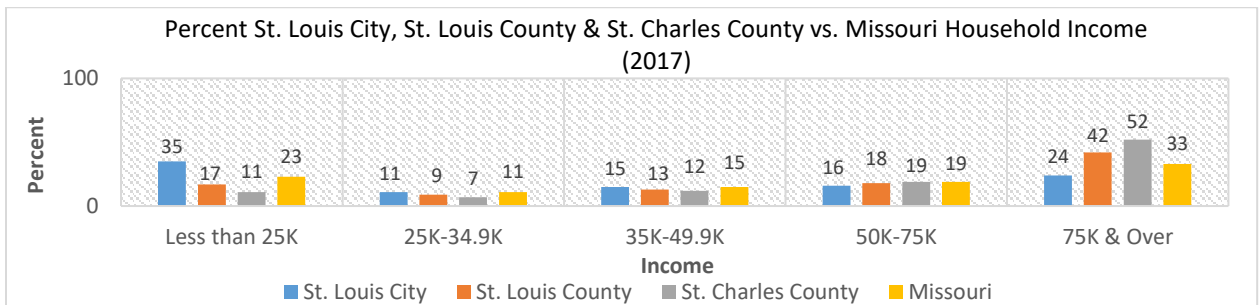 Percent St. Louis City, St. Louis County & St. Charles County vs. Missouri Household Income
(2017)
100
0
Percent
35 17 11 23 11 9 7 11 15 13 12 15 16 18 19 19 24 42 52 33
Less than 25K 25K-34.9K 35K-49.9K 50K-75K 75K & Over
Income
St. Louis City St. Louis County St. Charles County Missouri